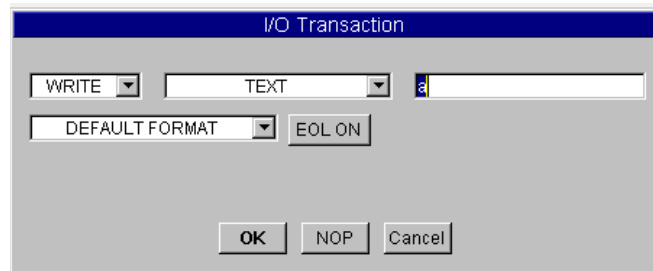 I/O Transaction
WRITE TEXT a
DEFAULT FORMAT EOL ON
OK NOP Cancel